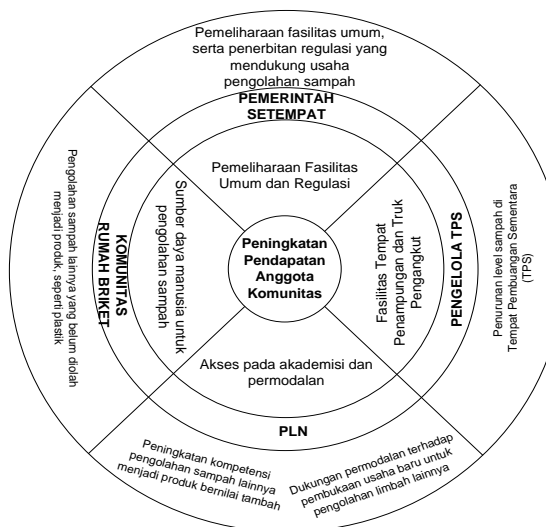 Pemeliharaan fasilitas umum,
serta penerbitan regulasi yang
mendukung usaha
pengolahan sampah
PEMERINTAH
SETEMPAT
Pemeliharaan Fasilitas
Umum dan Regulasi
Pengolahan sampah lainnya yang belum diolah
menjadi produk, seperti plastik
KOMUNITAS
RUMAH BRIKET
Sumber daya manusia untuk
pengolahan sampah
Peningkatan
Pendapatan
Anggota
Komunitas
Fasilitas Tempat
Penampungan dan Truk
Pengangkut
PENGELOLA TPS
Penurunan level sampah di
Tempat Pembuangan Sementara
(TPS)
Akses pada akademisi dan
permodalan
PLN
Peningkatan kompetensi
pengolahan sampah lainnya
menjadi produk bernilai tambah
Dukungan permodalan terhadap
pembukaan usaha baru untuk
pengolahan limbah lainnya